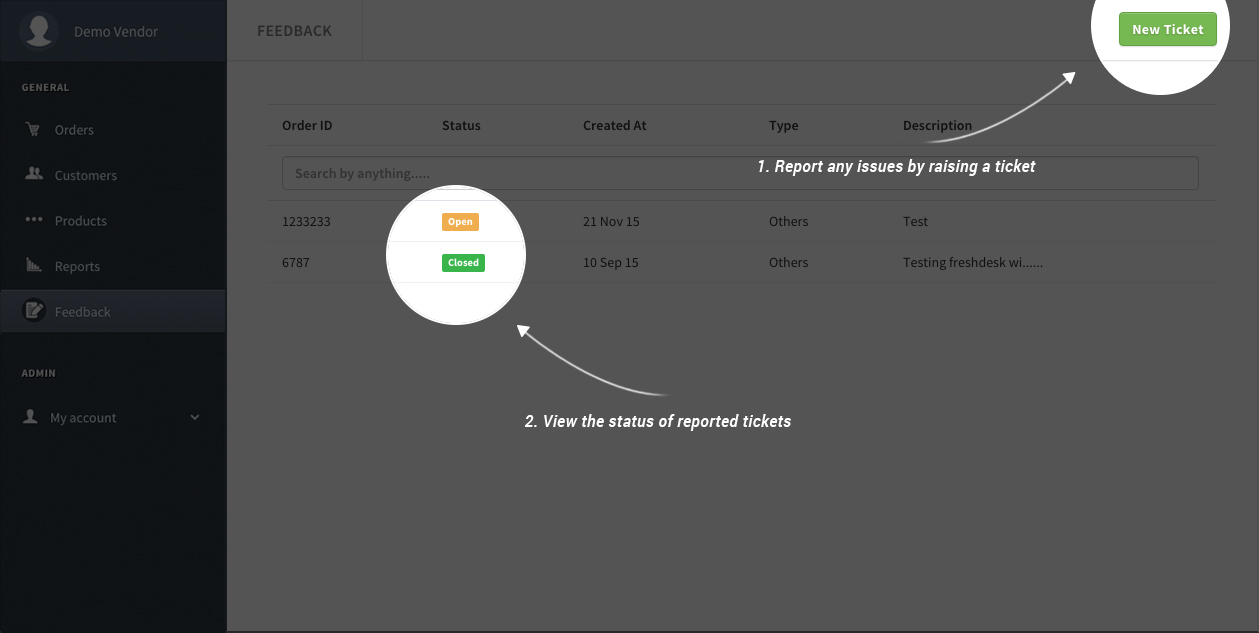 Demo Vendor
FEEDBACK
New Ticket
GENERAL
Orders
Customers
Products
Reports
Feedback
ADMIN
My account
Order ID Status Created At Type Description
1. Report any issues by raising a ticket
Search by anything.....
1233233 Open 21 Nov 15 Others Test
6787 Closed 10 Sep 15 Others Testing freshdesk wi......
2. View the status of reported tickets